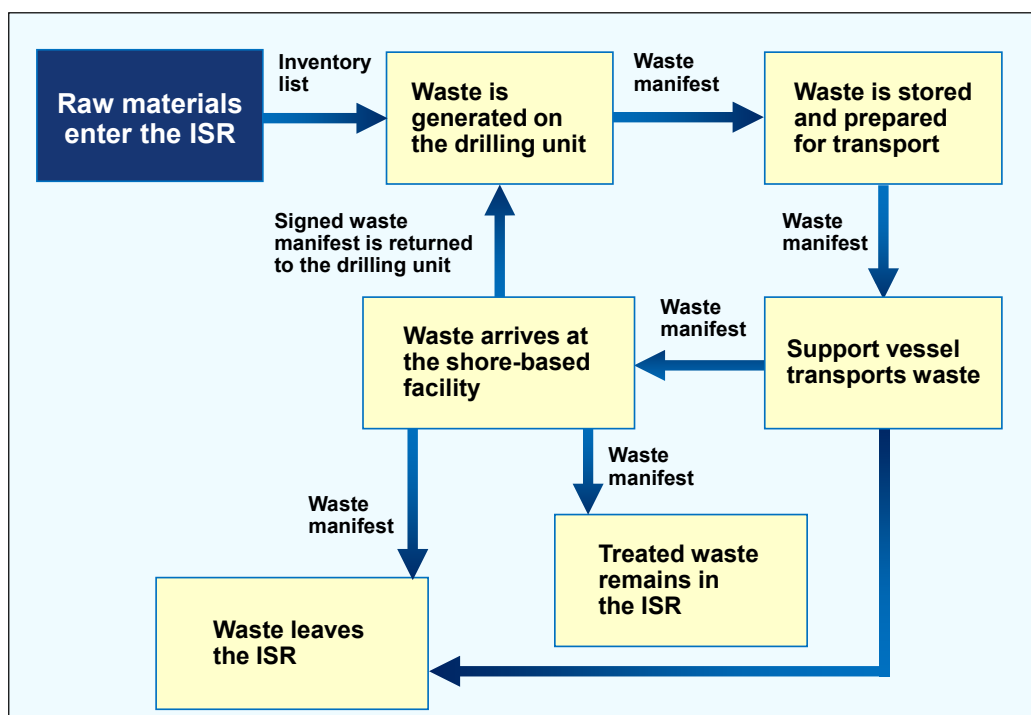 Raw materials
enter the ISR
Inventory
list
Waste is
generated on
the drilling unit
Waste
manifest
Waste is stored
and prepared
for transport
Waste
manifest
Support vessel
transports waste
Waste
manifest
Waste arrives at
the shore-based
facility
Signed waste
manifest is returned
to the drilling unit
Waste
manifest
Waste leaves
the ISR
Waste
manifest
Treated waste
remains in
the ISR